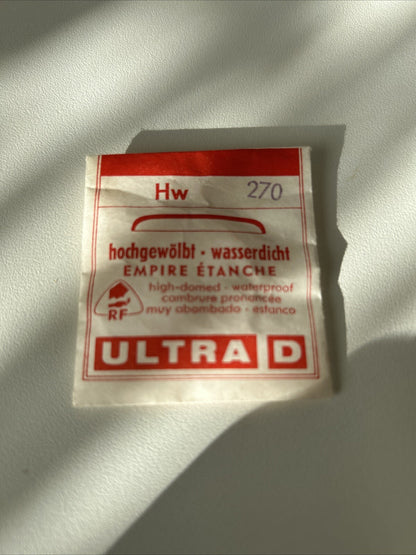 Hw 270
hochgewölbt · wasserdicht
EMPIRE ÉTANCHE
high-domed - waterproof
cambrure prononcée
muy abombado - estanco
RF
ULTRA D